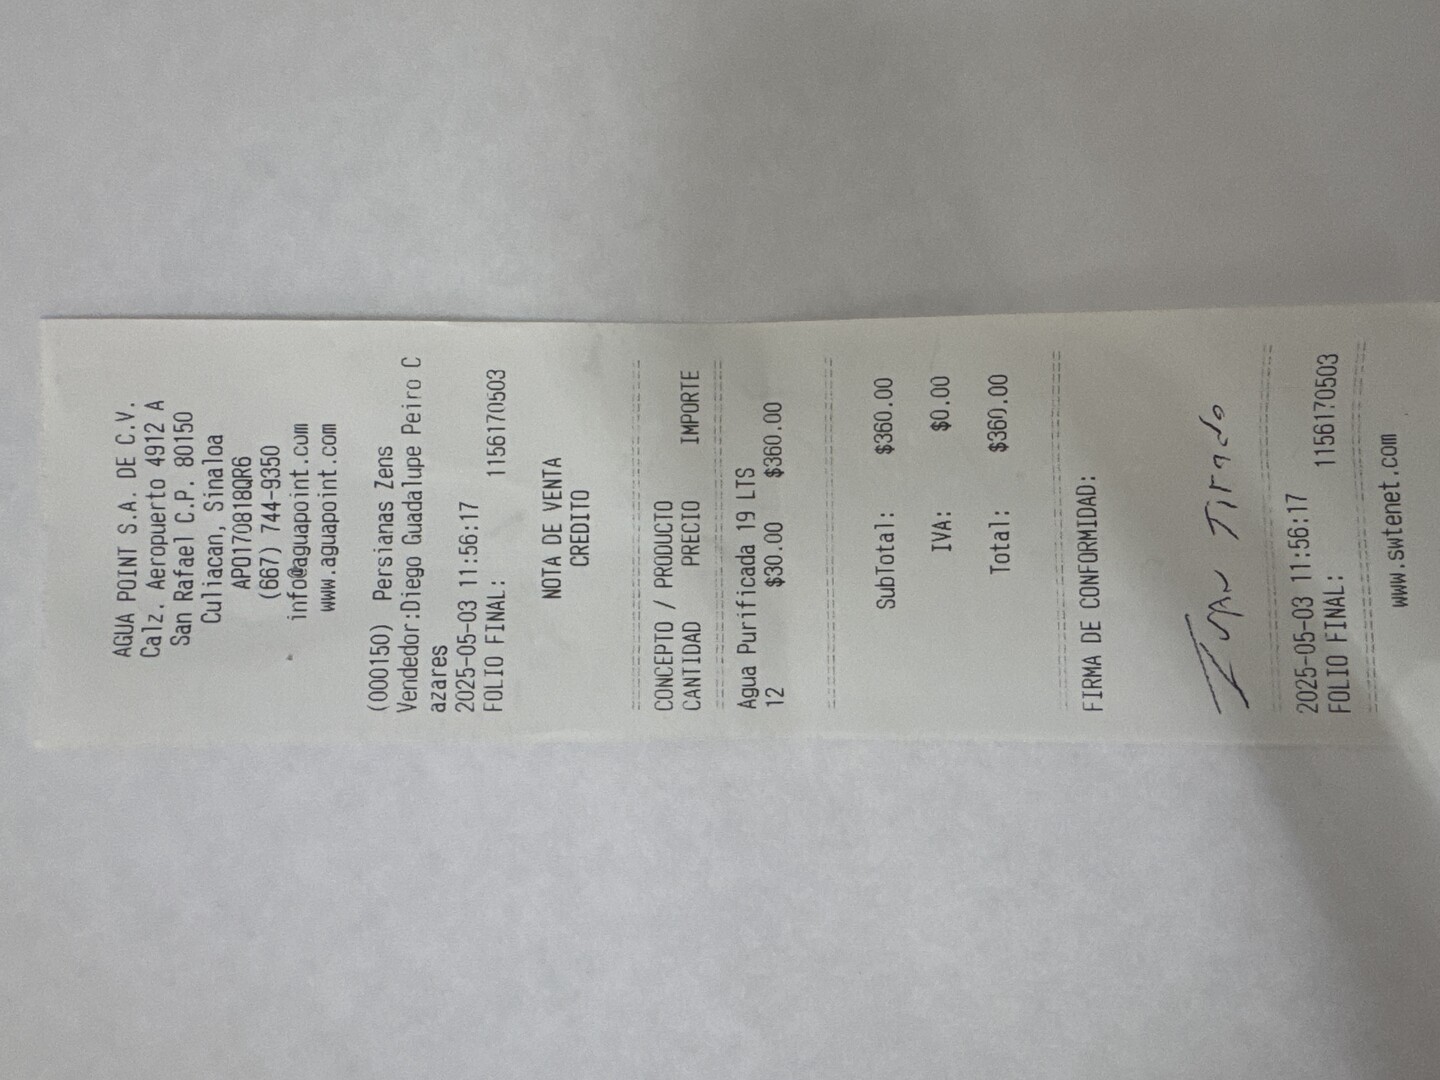 AGUA POINT S.A. DE C.V.
Calz. Aeropuerto 4912 A
San Rafael C.P. 80150
Culiacan, Sinaloa
APO170818QR6
(667) 744-9350
info@aguapoint.com
www.aguapoint.com
(000150) Persianas Zens
Vendedor:Diego Guadalupe Peiro C
azares
2025-05-03 11:56:17
FOLIO FINAL: 1156170503
NOTA DE VENTA
CREDITO
CONCEPTO / PRODUCTO
CANTIDAD PRECIO IMPORTE
Agua Purificada 19 LTS
12 $30.00 $360.00
SubTotal: $360.00
IVA: $0.00
Total: $360.00
FIRMA DE CONFORMIDAD:
Ivan Tirado
2025-05-03 11:56:17
FOLIO FINAL: 1156170503
www.swtenet.com